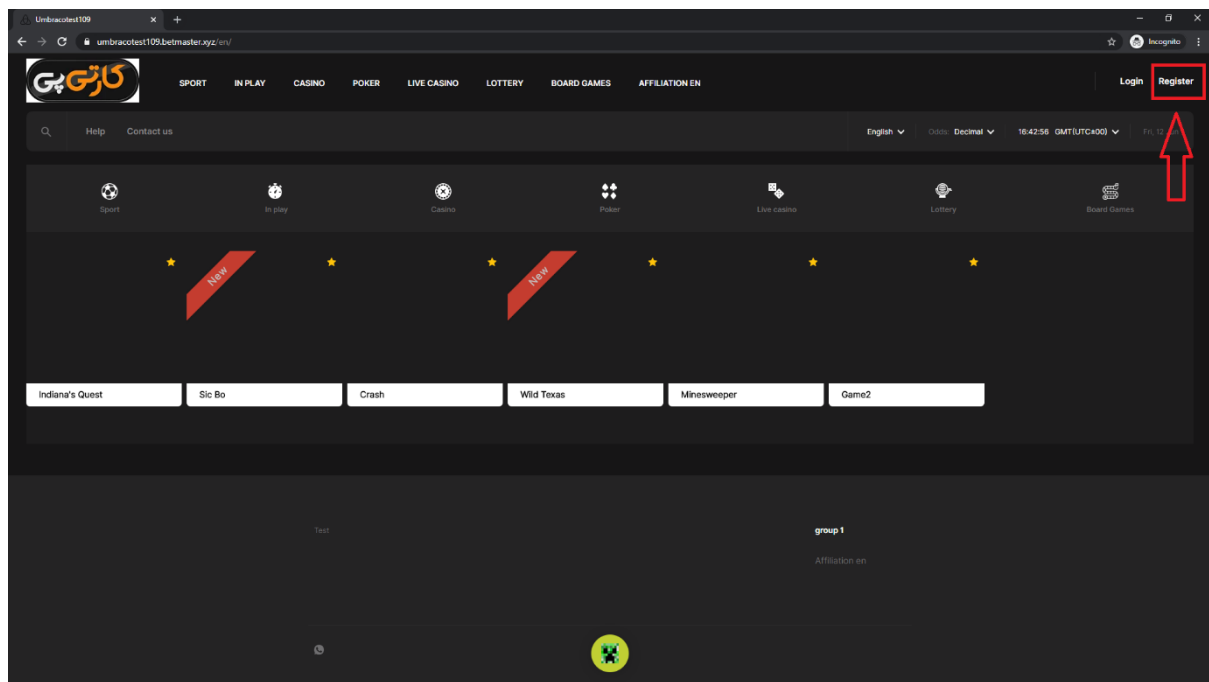 Umbracotest109
umbracotest109.betmaster.xyz/en/
Incognito
کارتی پی
SPORT IN PLAY CASINO POKER LIVE CASINO LOTTERY BOARD GAMES AFFILIATION EN
Login Register
Help Contact us
English Odds: Decimal 16:42:56 GMT(UTC±00) Fri, 12
Sport In play Casino Poker Live casino Lottery Board Games
New New
Indiana's Quest Sic Bo Crash Wild Texas Minesweeper Game2
Test group 1
Affiliation en